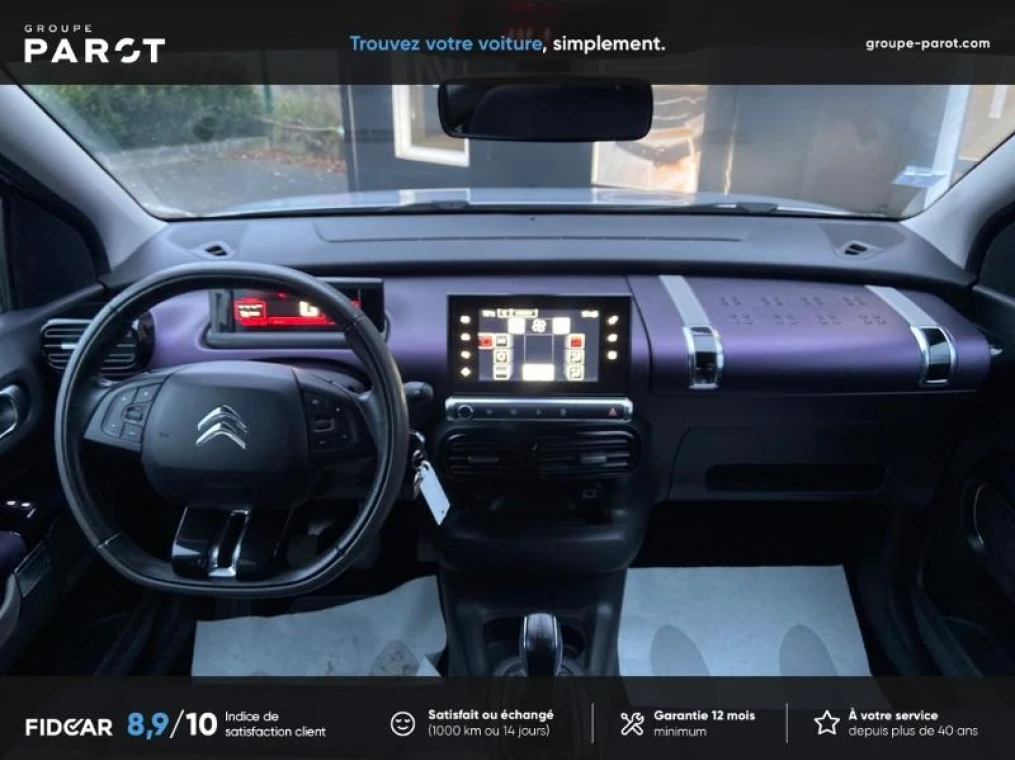 GROUPE
PAROT
Trouvez votre voiture, simplement.
groupe-parot.com
FIDCAR 8,9/10
Indice de
satisfaction client
Satisfait ou échangé
(1000 km ou 14 jours)
Garantie 12 mois
minimum
À votre service
depuis plus de 40 ans